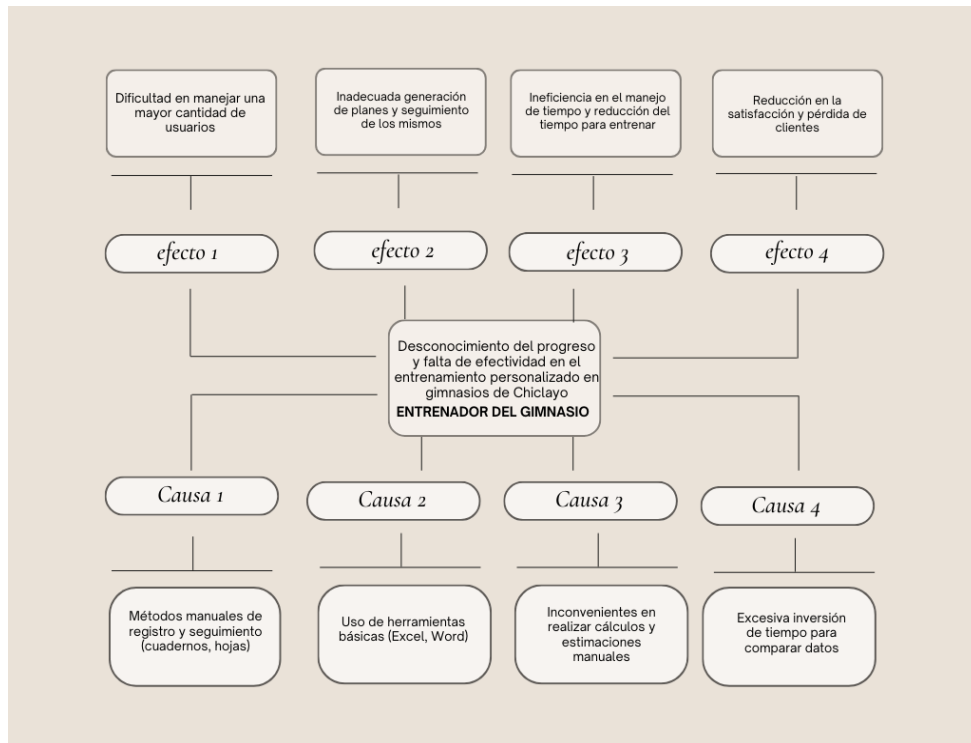 Dificultad en manejar una
mayor cantidad de
usuarios
Inadecuada generación
de planes y seguimiento
de los mismos
Ineficiencia en el manejo
de tiempo y reducción del
tiempo para entrenar
Reducción en la
satisfacción y pérdida de
clientes
efecto 1
efecto 2
efecto 3
efecto 4
Desconocimiento del progreso
y falta de efectividad en el
entrenamiento personalizado en
gimnasios de Chiclayo
ENTRENADOR DEL GIMNASIO
Causa 1
Causa 2
Causa 3
Causa 4
Métodos manuales de
registro y seguimiento
(cuadernos, hojas)
Uso de herramientas
básicas (Excel, Word)
Inconvenientes en
realizar cálculos y
estimaciones
manuales
Excesiva inversión
de tiempo para
comparar datos